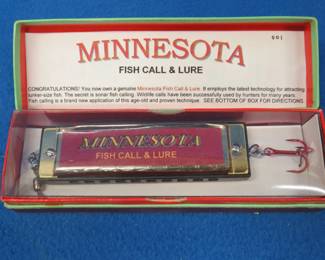 MINNESOTA
FISH CALL & LURE
CONGRATULATIONS! You now own a genuine Minnesota Fish Call & Lure. It employs the latest technology for attracting
lunker-size fish. The secret is sonar fish calling. Wildlife calls have been successfully used by hunters for many years.
Fish calling is a brand new application of this age-old and proven technique. SEE BOTTOM OF BOX FOR DIRECTIONS.
MINNESOTA
FISH CALL & LURE